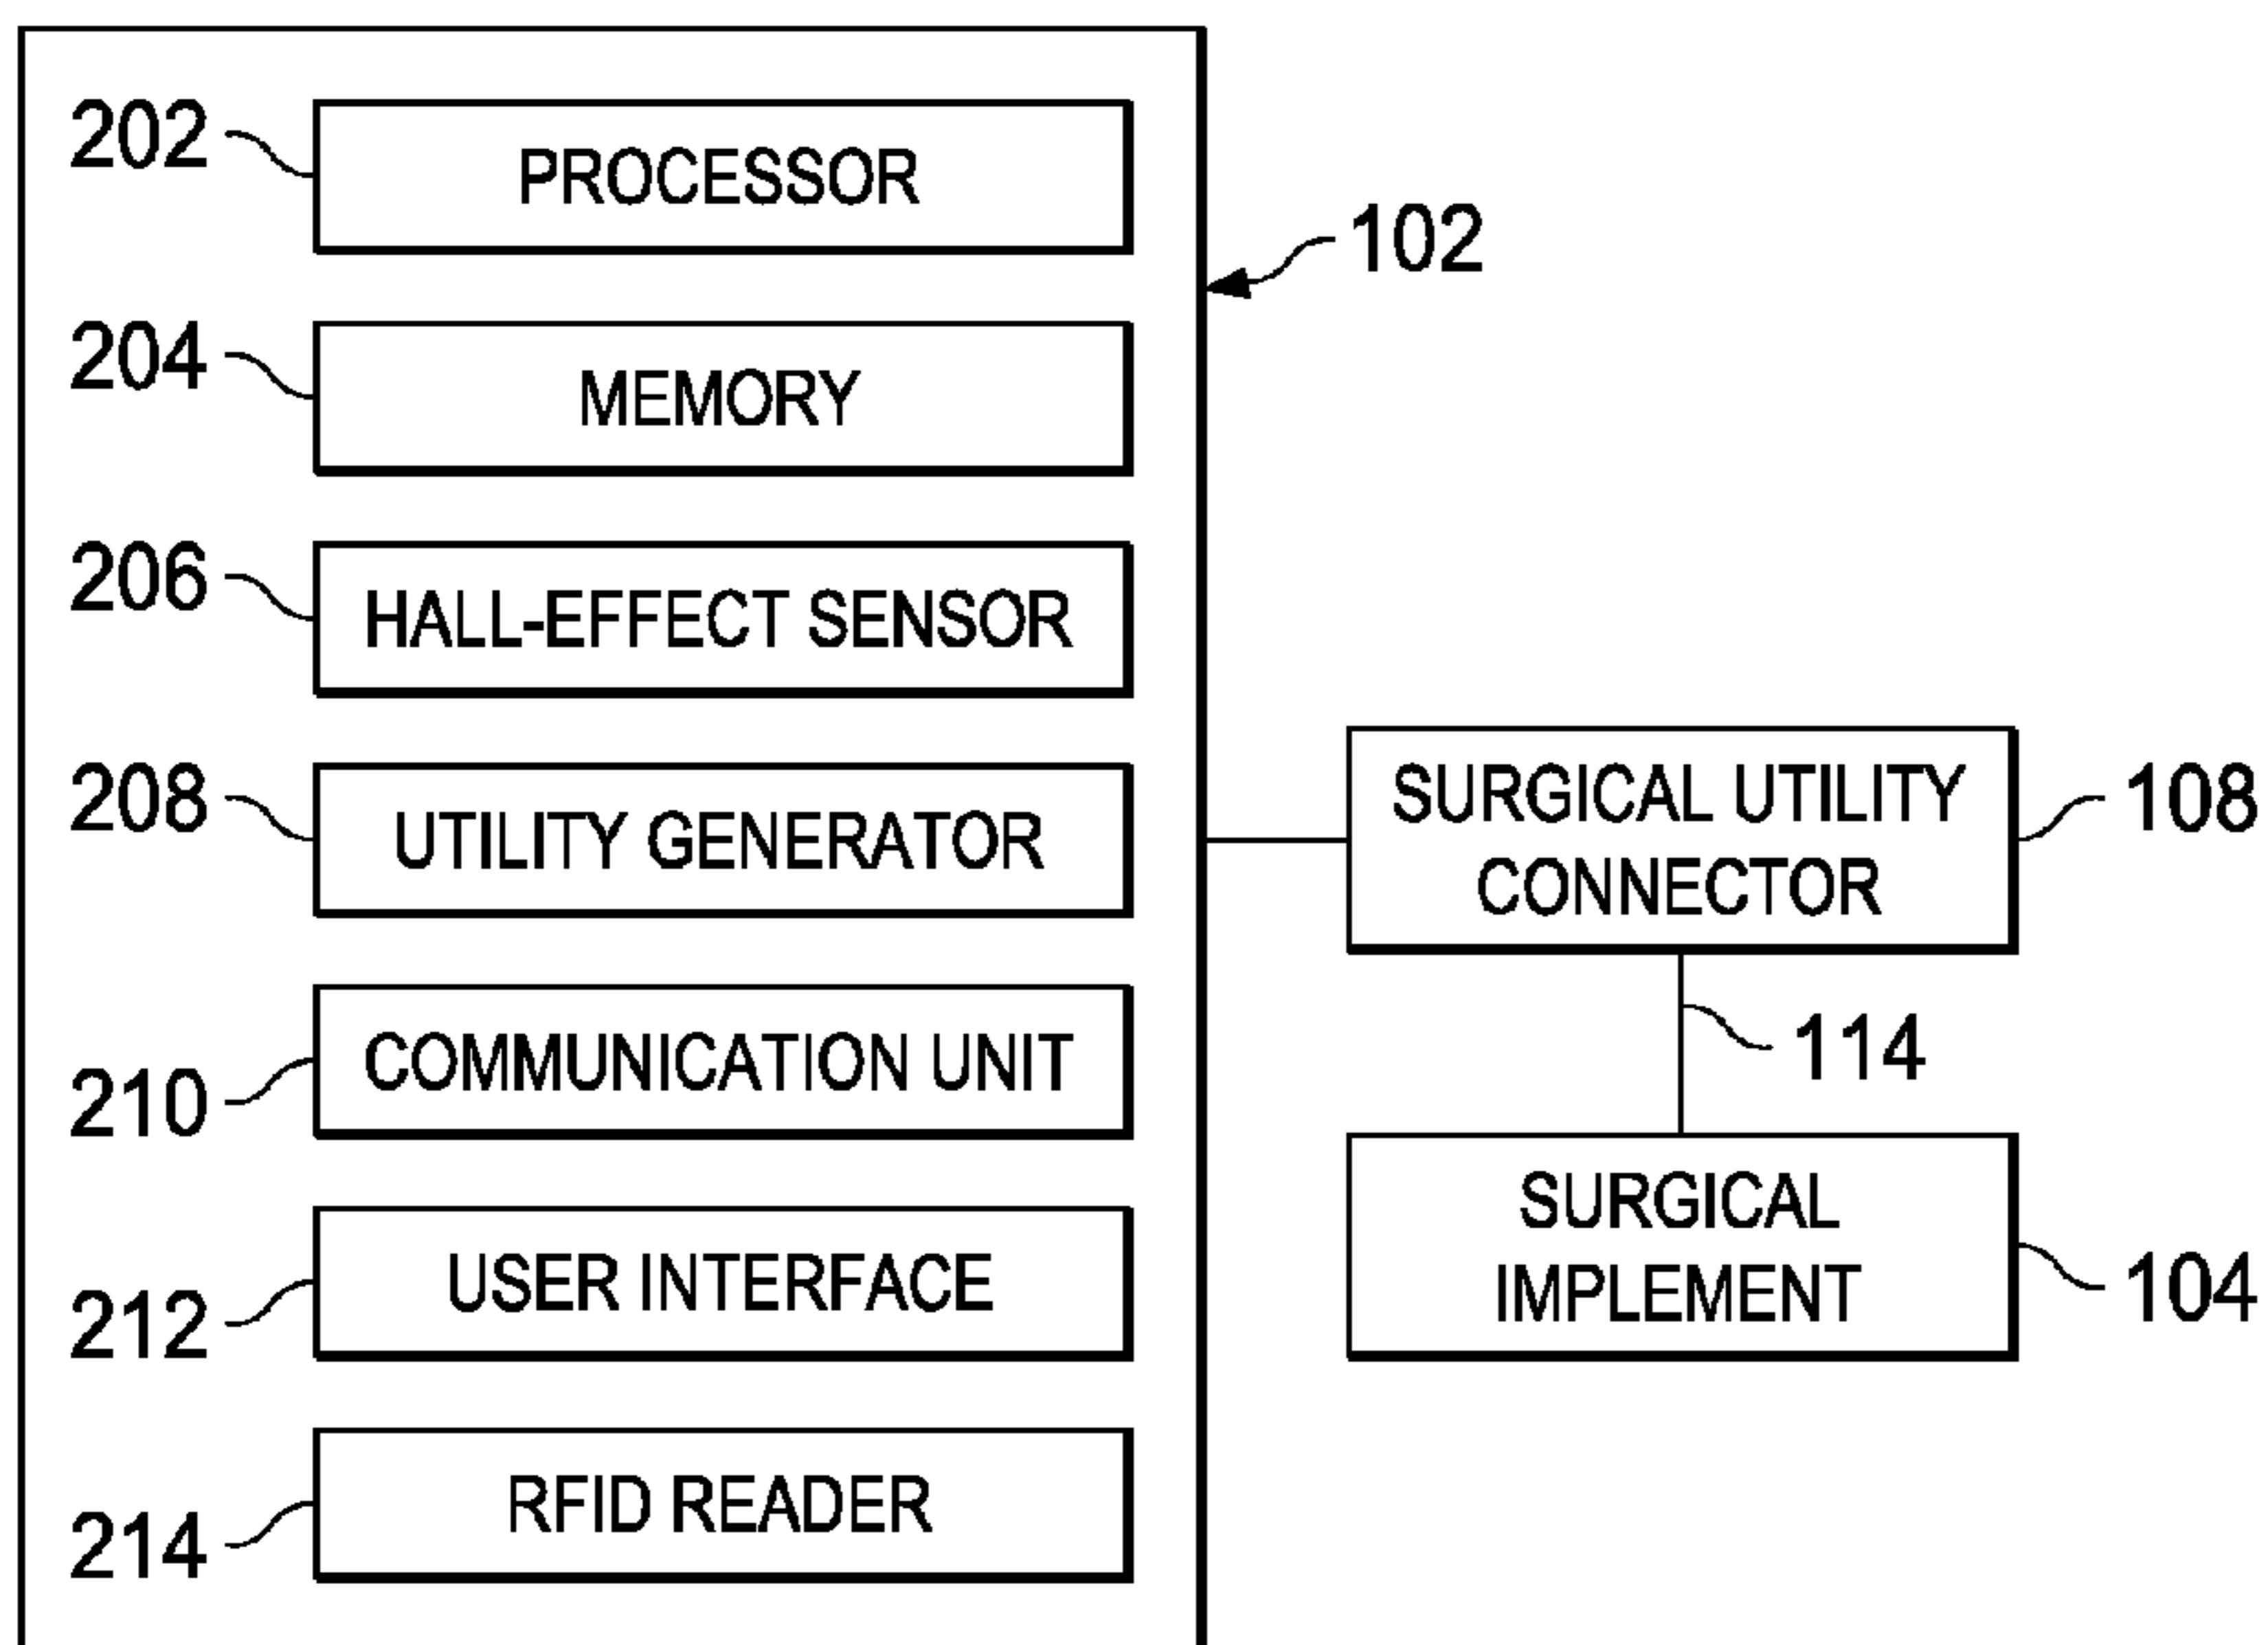 202
PROCESSOR
102
204
MEMORY
206
HALL-EFFECT SENSOR
208
UTILITY GENERATOR
SURGICAL UTILITY
CONNECTOR
108
210
COMMUNICATION UNIT
114
212
USER INTERFACE
SURGICAL
IMPLEMENT
104
214
RFID READER